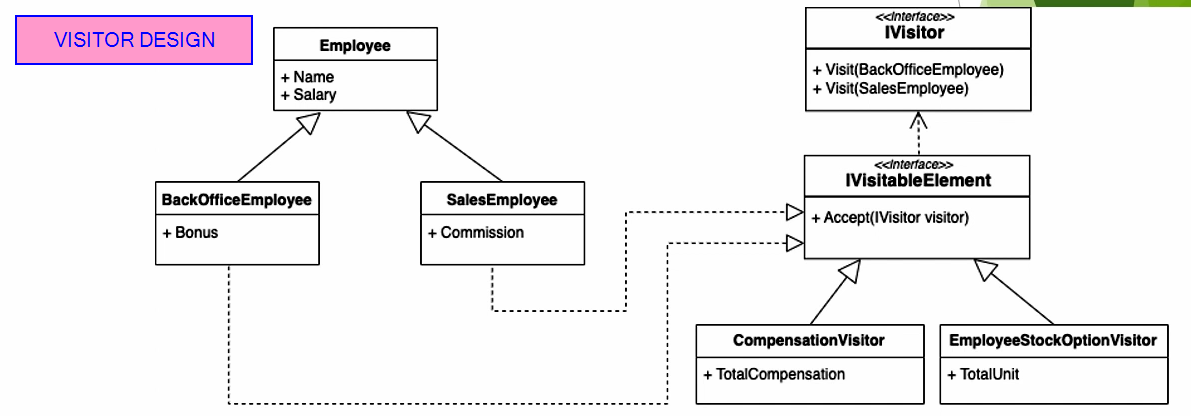 VISITOR DESIGN
Employee
+ Name
+ Salary
BackOfficeEmployee
+ Bonus
SalesEmployee
+ Commission
<<Interface>>
IVisitor
+ Visit(BackOfficeEmployee)
+ Visit(SalesEmployee)
<<Interface>>
IVisitableElement
+ Accept(IVisitor visitor)
CompensationVisitor
+ TotalCompensation
EmployeeStockOptionVisitor
+ TotalUnit